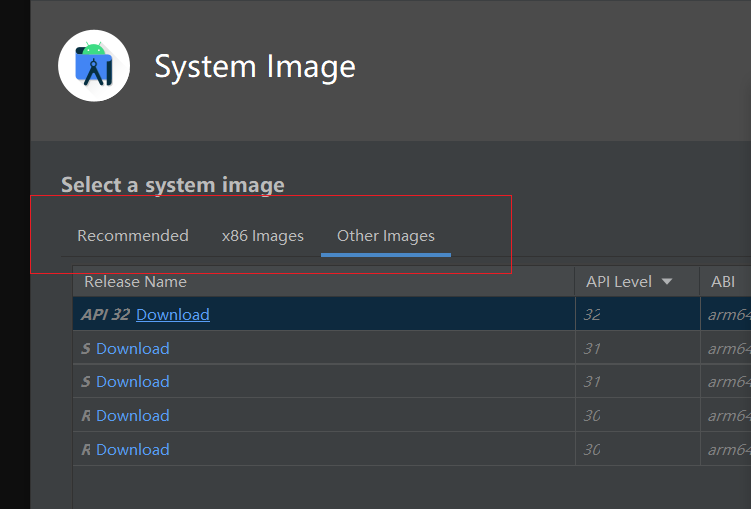 System Image
Select a system image
Recommended x86 Images Other Images
Release Name API Level ABI
API 32 Download 32 arm64
S Download 31 arm64
S Download 31 arm64
R Download 30 arm64
R Download 30 arm64